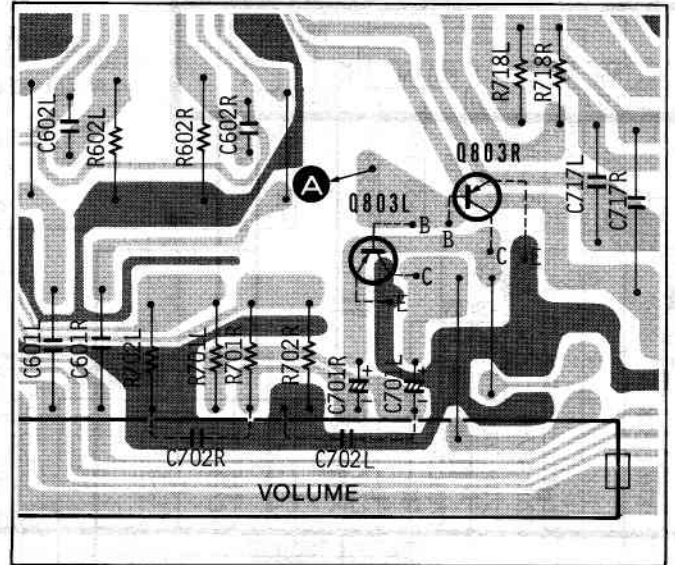 C602L
R602L
R602R
C602R
R718L
R718R
Q803R
A
Q803L
C717L
C717R
B
B
C
E
C
E
C601L
C601R
R702L
R701L
R701R
R702R
C701R
+
C701L
+
C702R
C702L
VOLUME